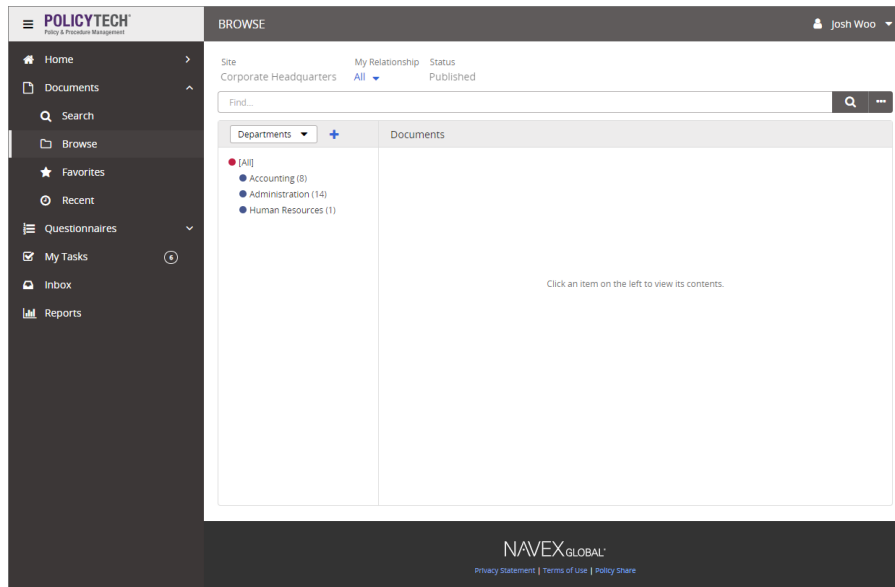 POLICYTECH
Policy & Procedure Management
BROWSE
Josh Woo
Home
Documents
Search
Browse
Favorites
Recent
Questionnaires
My Tasks
6
Inbox
Reports
Site
My Relationship
Status
Corporate Headquarters
All
Published
Find...
Departments
Documents
[All]
Accounting (8)
Administration (14)
Human Resources (1)
Click an item on the left to view its contents.
NAVEX GLOBAL
Privacy Statement | Terms of Use | Policy Share